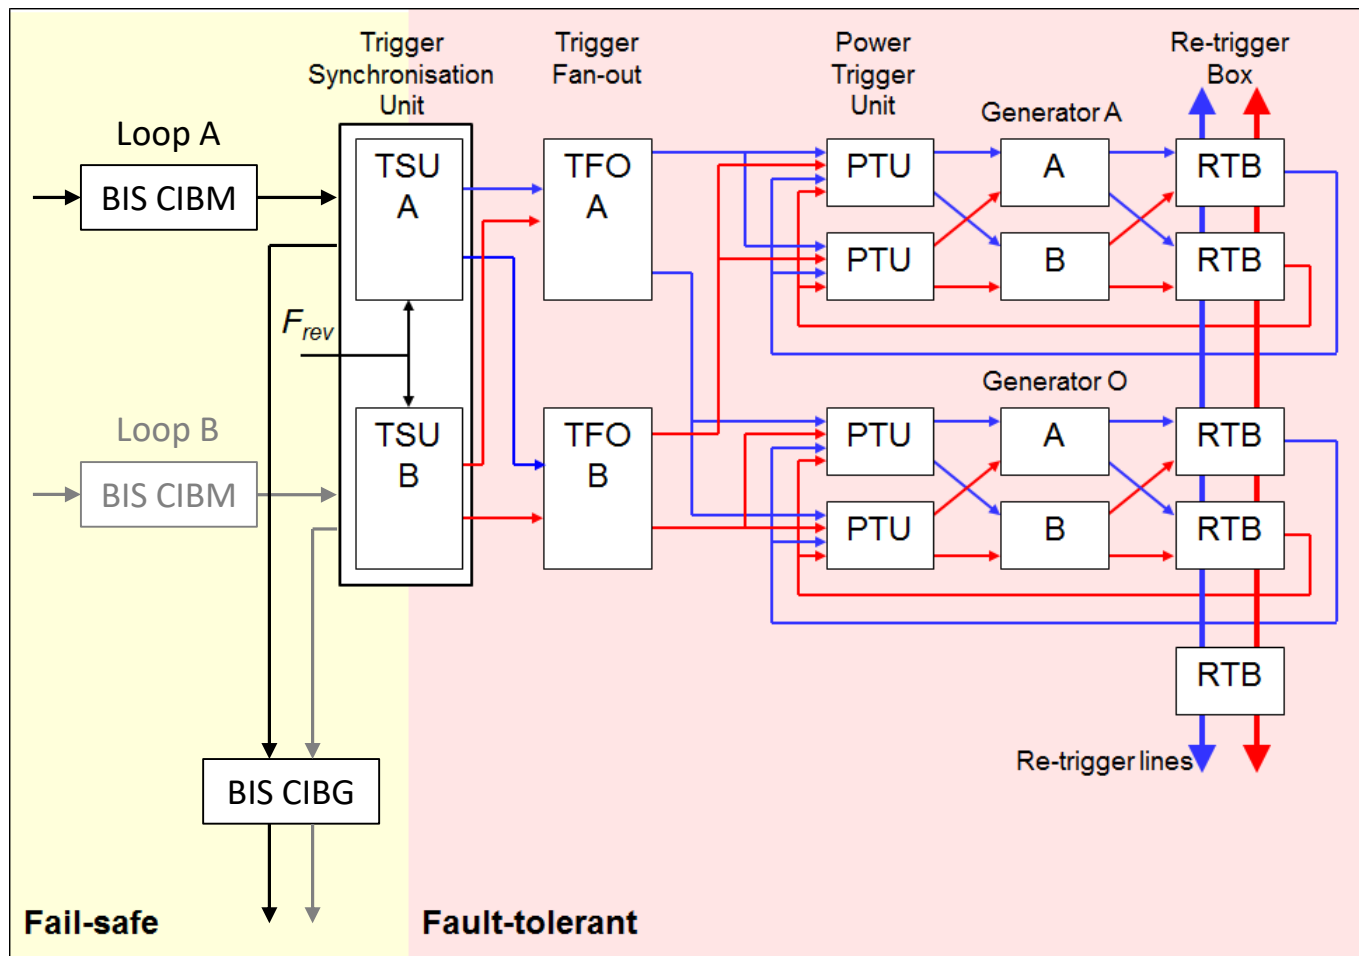 Trigger
Synchronisation
Unit
Trigger
Fan-out
Power
Trigger
Unit
Generator A
Re-trigger
Box
Loop A
BIS CIBM
TSU
A
TFO
A
PTU
A
RTB
PTU
B
RTB
F rev
Generator O
Loop B
BIS CIBM
TSU
B
TFO
B
PTU
A
RTB
PTU
B
RTB
RTB
Re-trigger lines
BIS CIBG
Fail-safe
Fault-tolerant